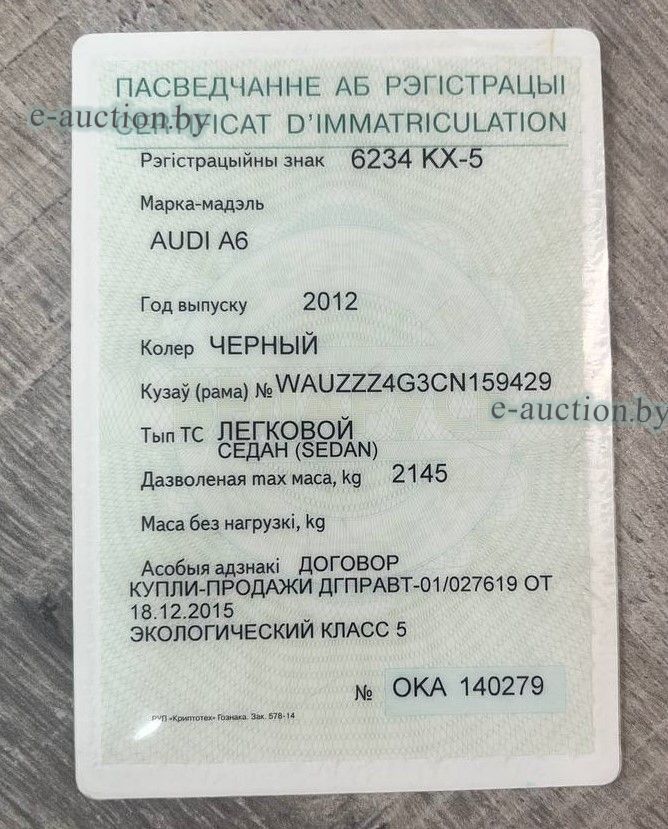 ПАСВЕДЧАННЕ АБ РЭГІСТРАЦЫІ
e-auction.by
CERTIFICAT D'IMMATRICULATION
Рэгістрацыйны знак 6234 KX-5
Марка-мадэль
AUDI A6
Год выпуску 2012
Колер ЧЕРНЫЙ
Кузаў (рама) № WAUZZZ4G3CN159429
e-auction.by
Тып ТС ЛЕГКОВОЙ
СЕДАН (SEDAN)
Дазволеная max маса, kg 2145
Маса без нагрузкі, kg
Асобыя адзнакі ДОГОВОР
КУПЛИ-ПРОДАЖИ ДГПРАВТ-01/027619 ОТ
18.12.2015
ЭКОЛОГИЧЕСКИЙ КЛАСС 5
№ OKA 140279
РУП «Криптотех» Гознака. Зак. 578-14